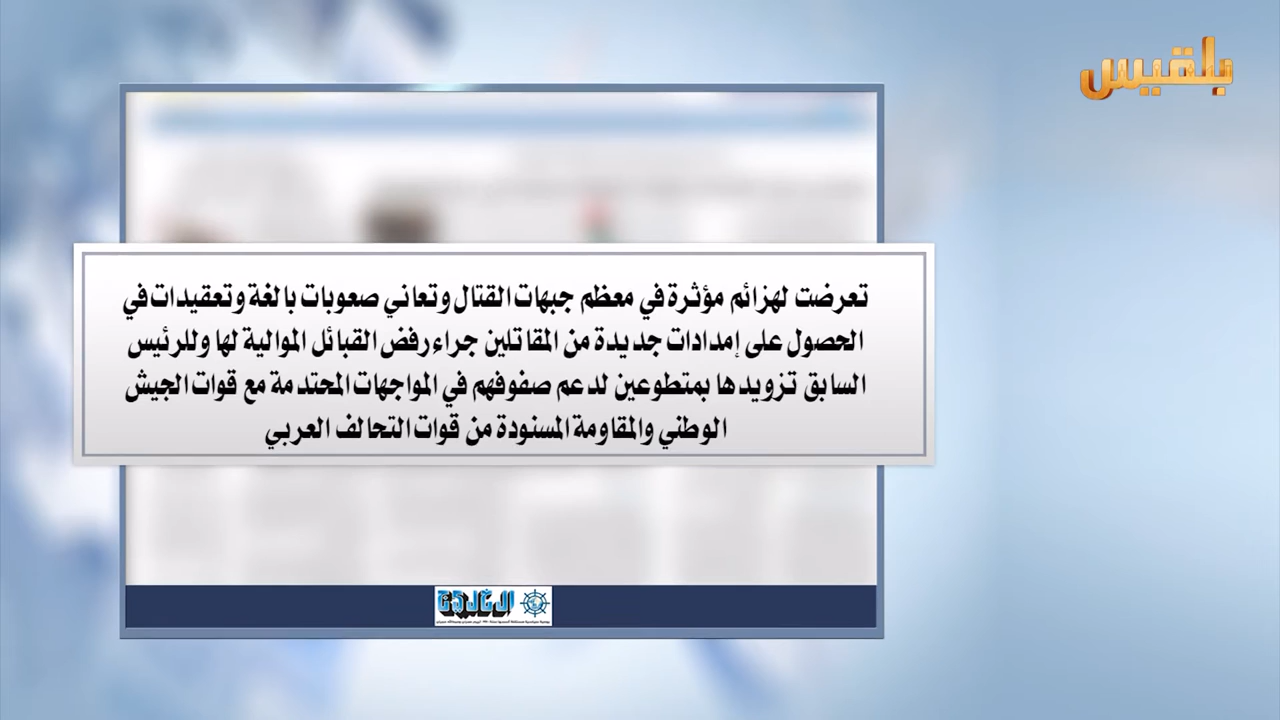 بلقيس
تعرضت لهزائم مؤثرة في معظم جبهات القتال وتعاني صعوبات بالغة وتعقيدات في
الحصول على إمدادات جديدة من المقاتلين جراء رفض القبائل الموالية لها وللرئيس
السابق تزويدها بمتطوعين لدعم صفوفهم في المواجهات المحتدمة مع قوات الجيش
الوطني والمقاومة المسنودة من قوات التحالف العربي
الخليج